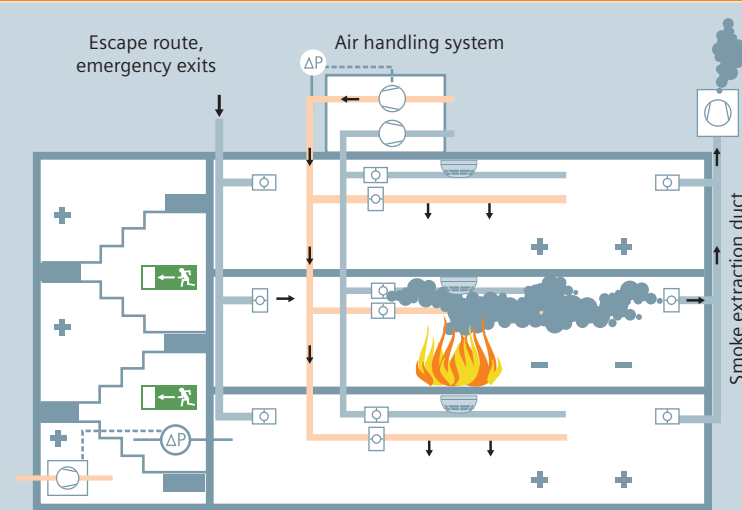 Escape route,
emergency exits
Air handling system
ΔP
ΔP
Smoke extraction duct